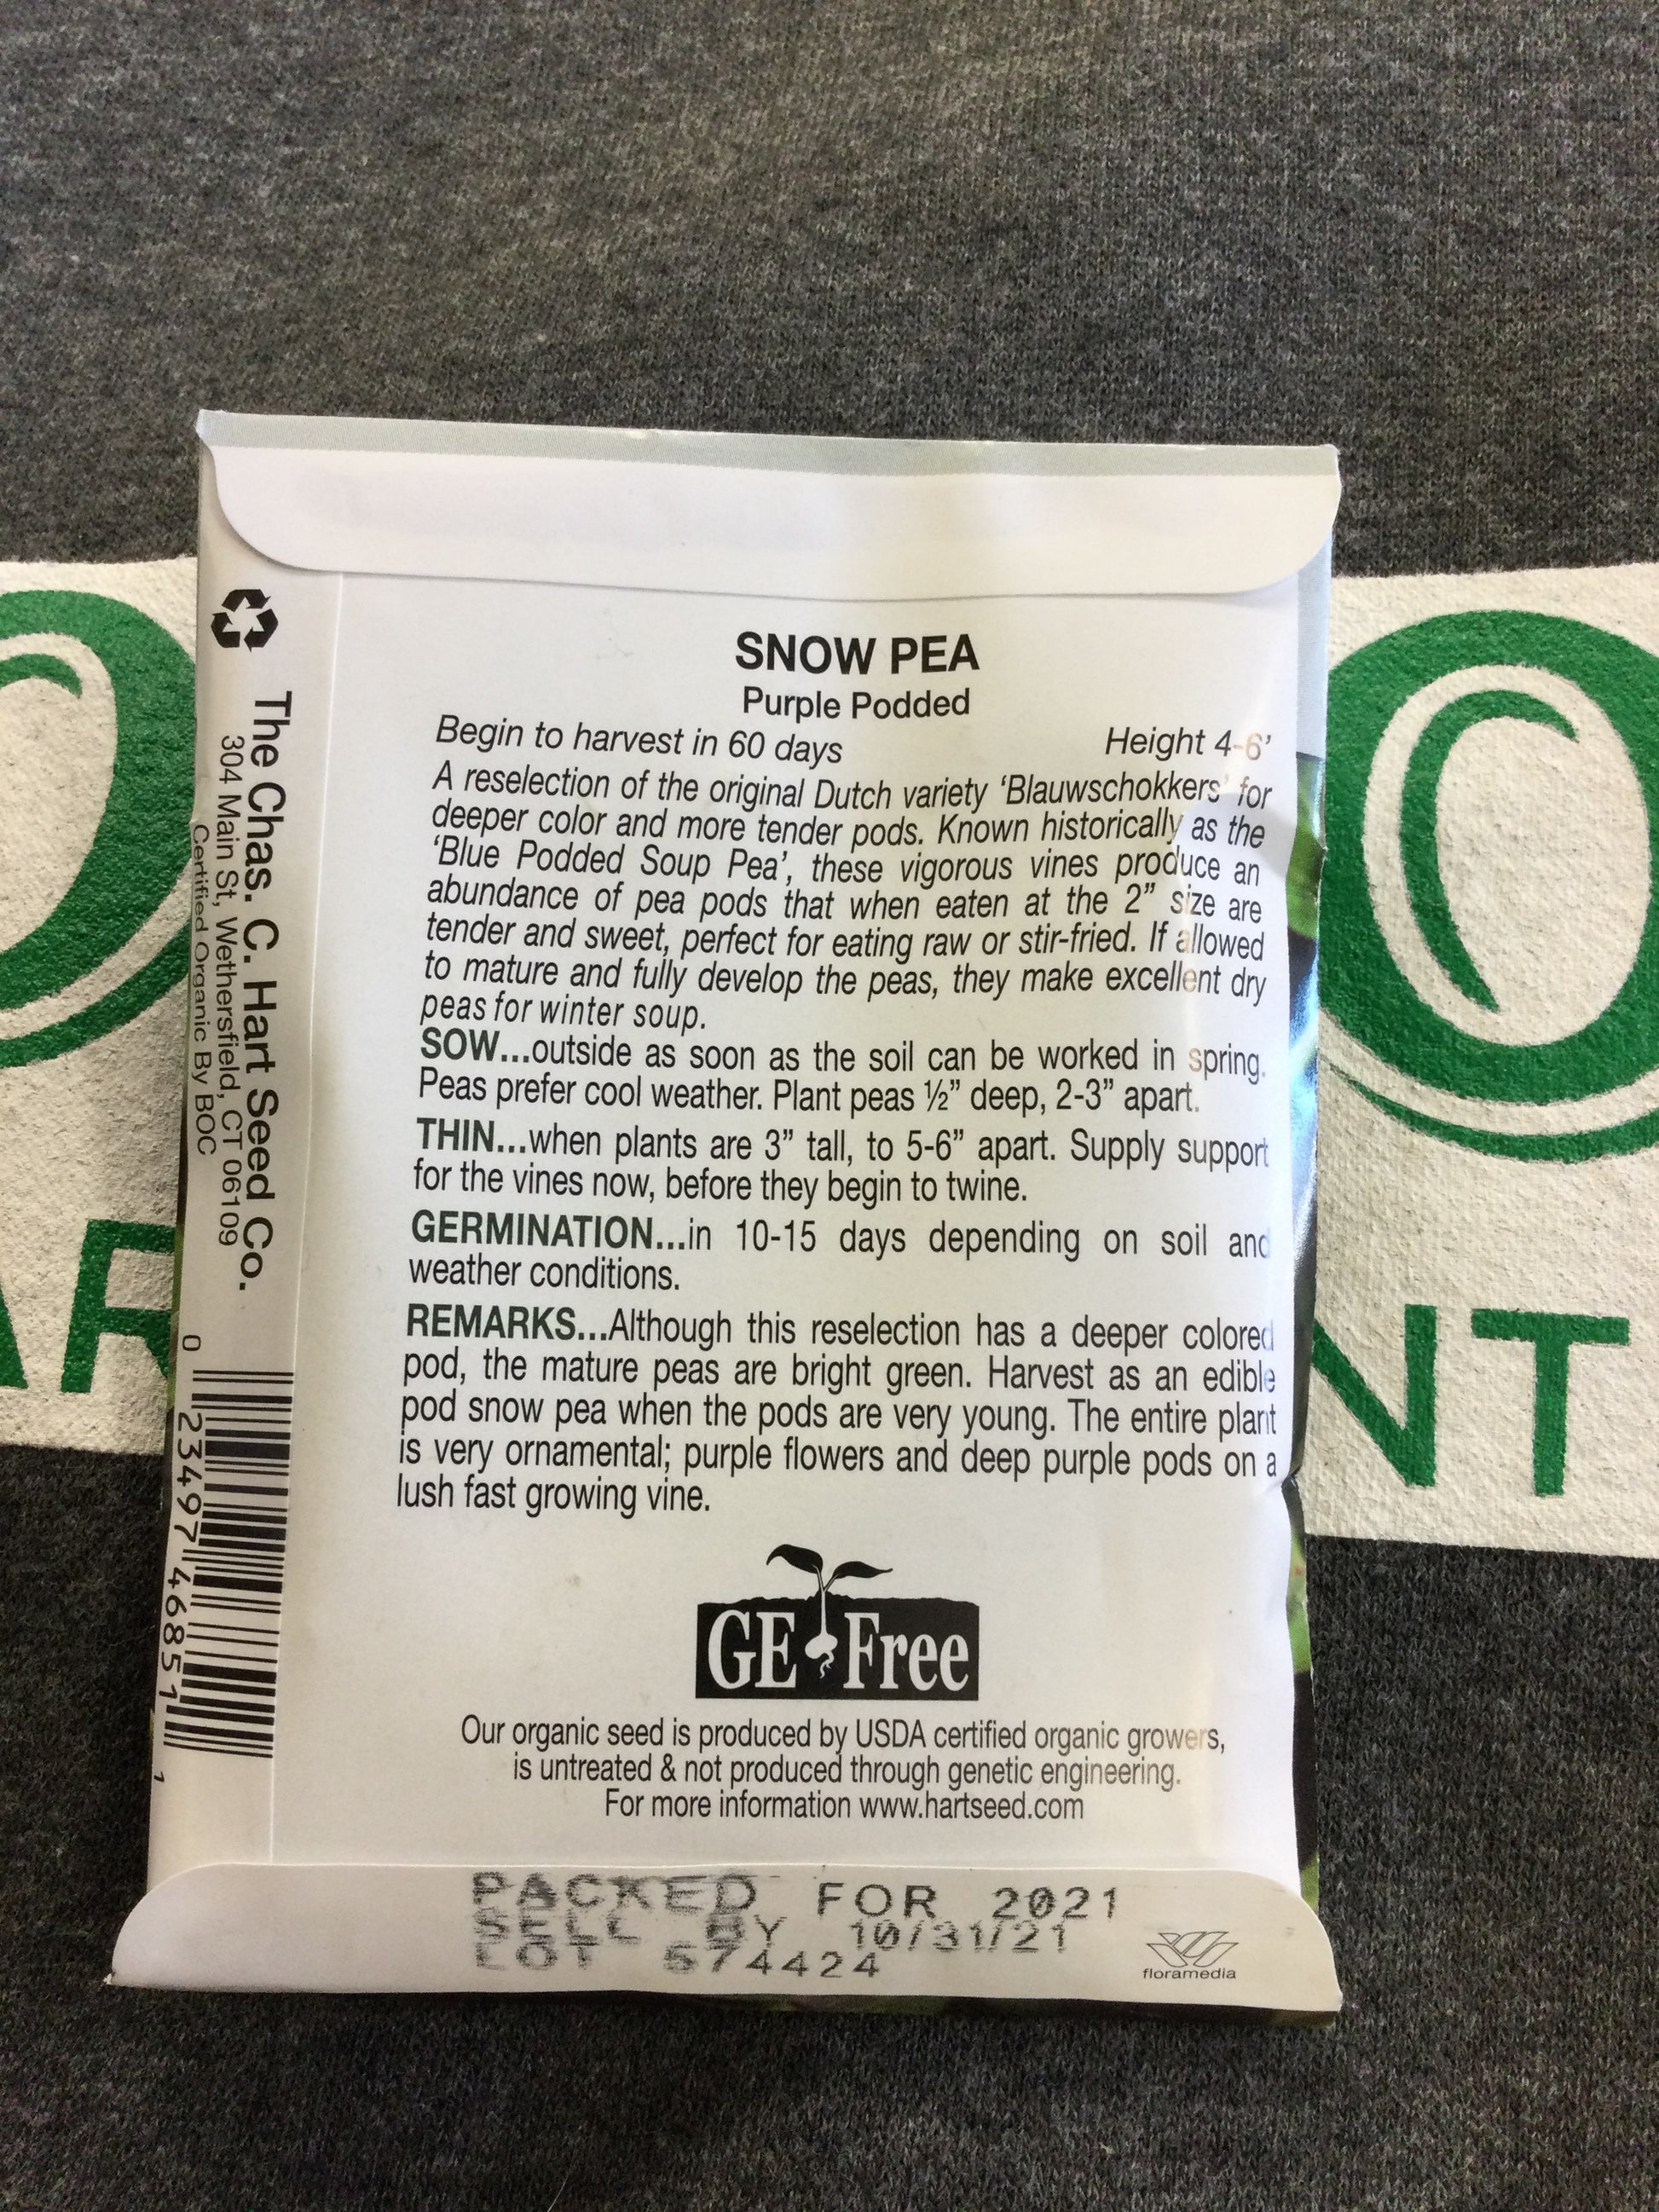 SNOW PEA
Purple Podded
Begin to harvest in 60 days Height 4-6’
A reselection of the original Dutch variety ‘Blauwschokkers’ for
deeper color and more tender pods. Known historically as the
‘Blue Podded Soup Pea’, these vigorous vines produce an
abundance of pea pods that when eaten at the 2” size are
tender and sweet, perfect for eating raw or stir-fried. If allowed
to mature and fully develop the peas, they make excellent dry
peas for winter soup.
SOW...outside as soon as the soil can be worked in spring.
Peas prefer cool weather. Plant peas ½” deep, 2-3” apart.
THIN...when plants are 3” tall, to 5-6” apart. Supply support
for the vines now, before they begin to twine.
GERMINATION...in 10-15 days depending on soil and
weather conditions.
REMARKS...Although this reselection has a deeper colored
pod, the mature peas are bright green. Harvest as an edible
pod snow pea when the pods are very young. The entire plant
is very ornamental; purple flowers and deep purple pods on a
lush fast growing vine.
GE Free
Our organic seed is produced by USDA certified organic growers,
is untreated & not produced through genetic engineering.
For more information www.hartseed.com
PACKED FOR 2021
SELL BY 10/31/21
LOT 574424
floramedia
The Chas. C. Hart Seed Co.
304 Main St, Wethersfield, CT 06109
Certified Organic By BOC
0 23497 46851 1
O
AR
NT